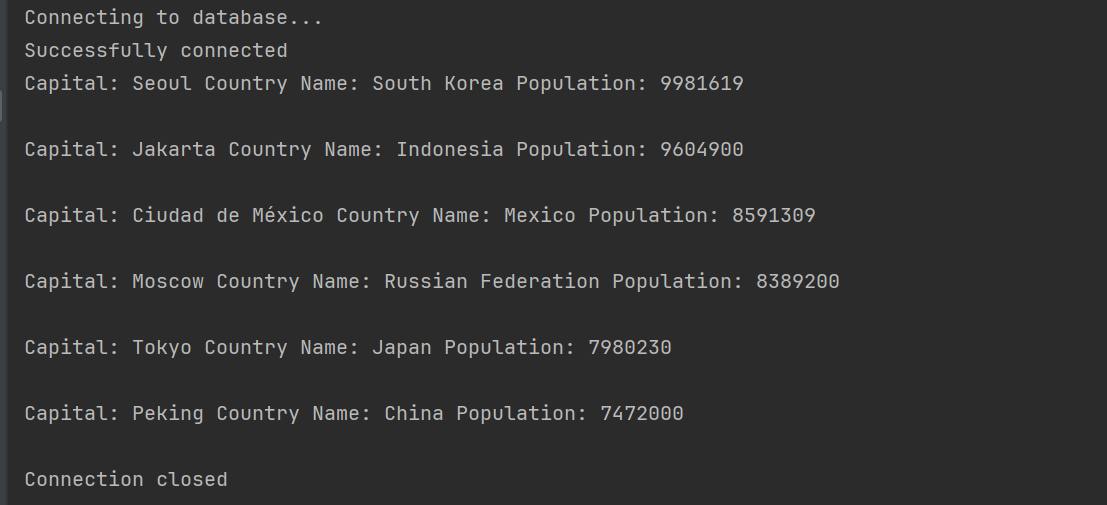 Connecting to database...
Successfully connected
Capital: Seoul Country Name: South Korea Population: 9981619
Capital: Jakarta Country Name: Indonesia Population: 9604900
Capital: Ciudad de México Country Name: Mexico Population: 8591309
Capital: Moscow Country Name: Russian Federation Population: 8389200
Capital: Tokyo Country Name: Japan Population: 7980230
Capital: Peking Country Name: China Population: 7472000
Connection closed